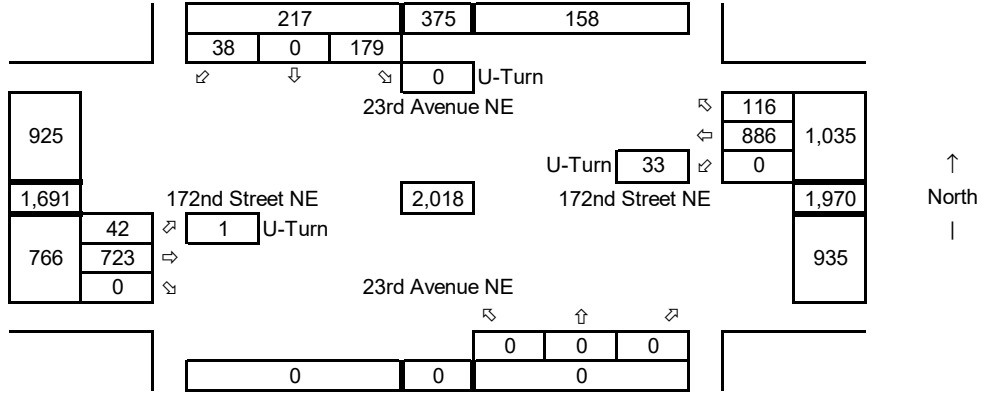 217 375 158
38 0 179
⬃ ⇩ ⬂ 0 U-Turn
23rd Avenue NE ⬁ 116
925 ⇦ 886 1,035
U-Turn 33 ⬃ 0 ↑
1,691 172nd Street NE 2,018 172nd Street NE 1,970 North
42 ⬀ 1 U-Turn |
766 723 ⇨ 935
0 ⬂ 23rd Avenue NE
⬁ ⇧ ⬀
0 0 0
0 0 0